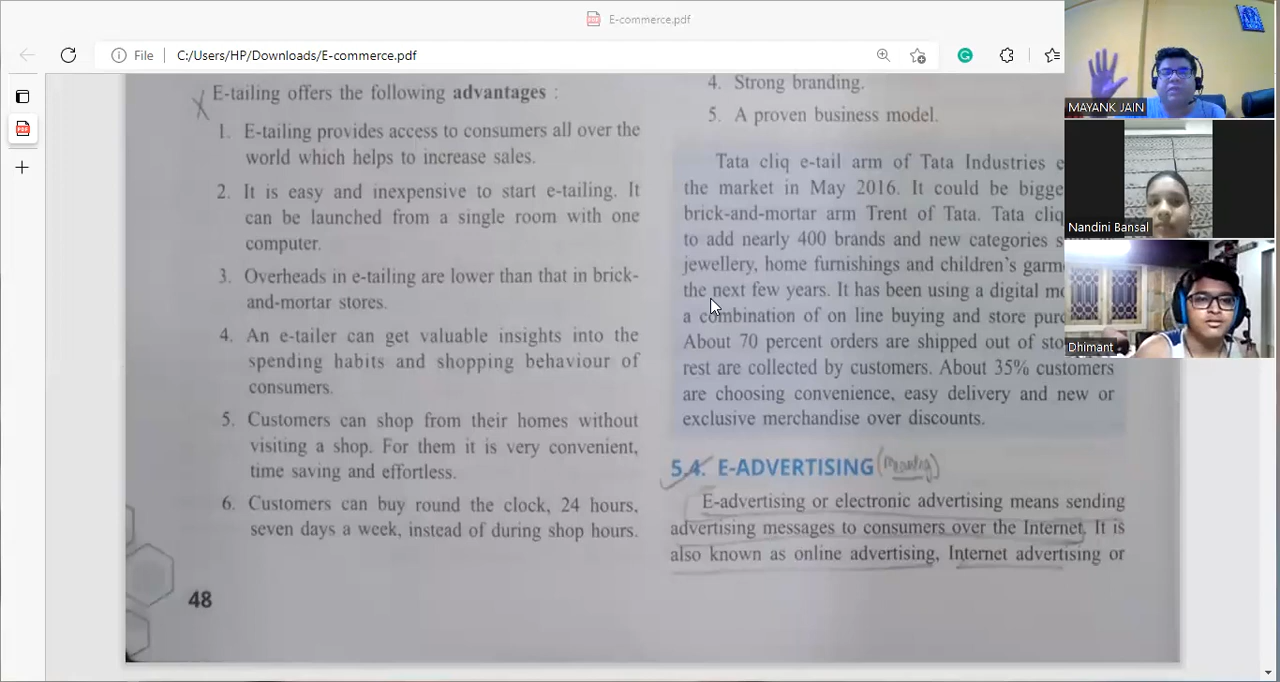 E-commerce.pdf
File
C:/Users/HP/Downloads/E-commerce.pdf
E-tailing offers the following advantages :
1. E-tailing provides access to consumers all over the
world which helps to increase sales.
2. It is easy and inexpensive to start e-tailing. It
can be launched from a single room with one
computer.
3. Overheads in e-tailing are lower than that in brick-
and-mortar stores.
4. An e-tailer can get valuable insights into the
spending habits and shopping behaviour of
consumers.
5. Customers can shop from their homes without
visiting a shop. For them it is very convenient,
time saving and effortless.
6. Customers can buy round the clock, 24 hours,
seven days a week, instead of during shop hours.
48
4. Strong branding.
5. A proven business model.
Tata cliq e-tail arm of Tata Industries
the market in May 2016. It could be
brick-and-mortar arm Trent of Tata. Tata
to add nearly 400 brands and new categories
jewellery, home furnishings and children's
the next few years. It has been using a digital
a combination of on line buying and store
About 70 percent orders are shipped out of
rest are collected by customers. About 35% customers
are choosing convenience, easy delivery and new or
exclusive merchandise over discounts.
5.4. E-ADVERTISING (meaning)
E-advertising or electronic advertising means sending
advertising messages to consumers over the Internet. It is
also known as online advertising, Internet advertising or
MAYANK JAIN
Nandini Bansal
Dhimant